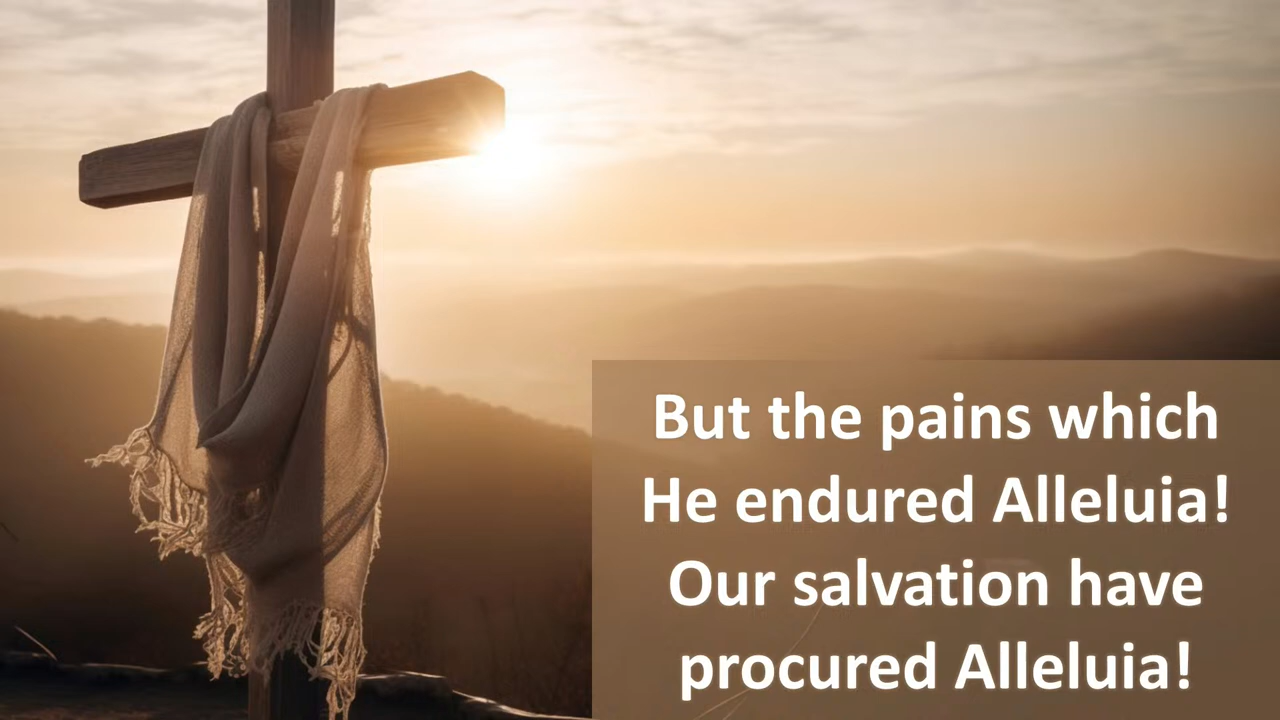 But the pains which
He endured Alleluia!
Our salvation have
procured Alleluia!